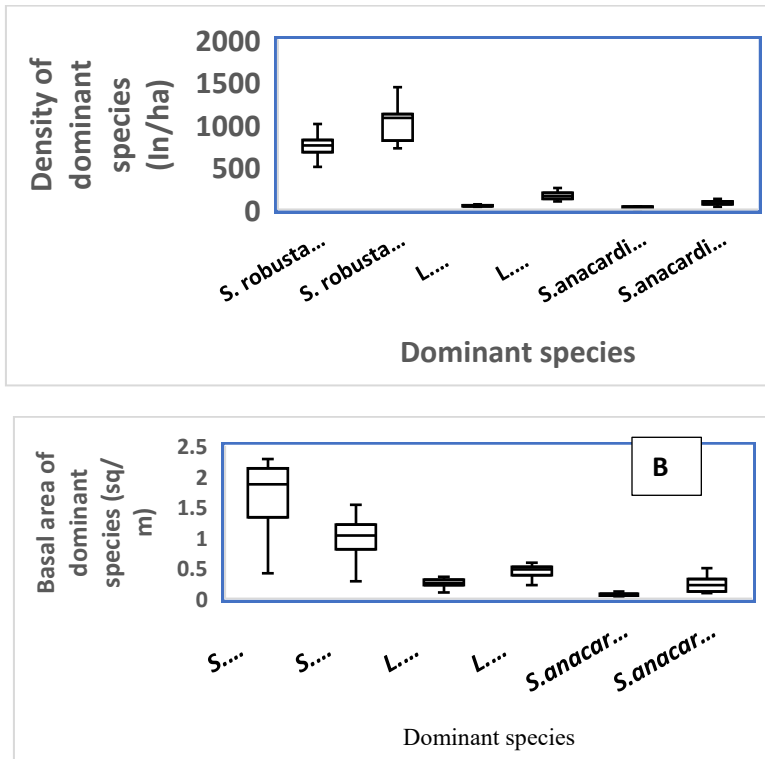 Density of
dominant
species
(In/ha)
2000
1500
1000
500
0
S. robusta...
S. robusta...
L....
L....
S.anacardi...
S.anacardi...
Dominant species
Basal area of
dominant
species (sq/
m)
2.5
2
1.5
1
0.5
0
B
S....
S....
L....
L....
S.anacar...
S.anacar...
Dominant species